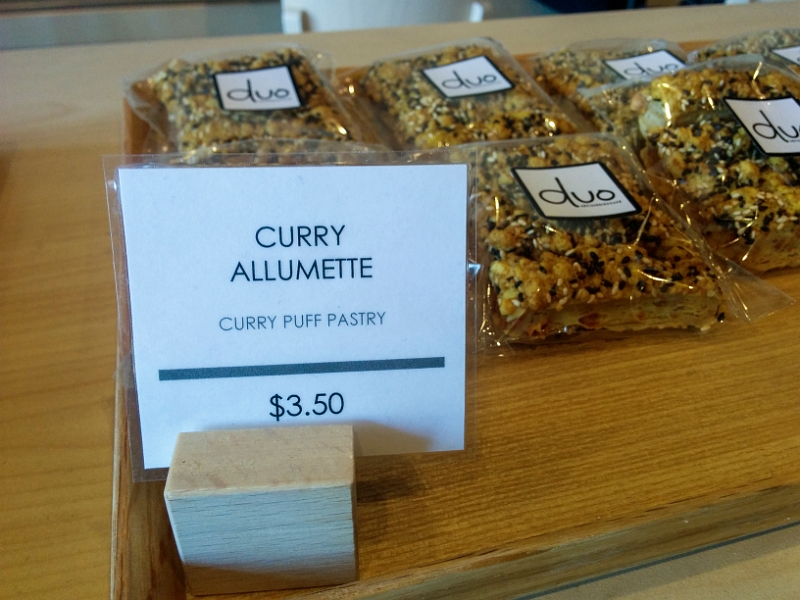 duo
duo
duo
duo
duo
CURRY
ALLUMETTE
CURRY PUFF PASTRY
$3.50